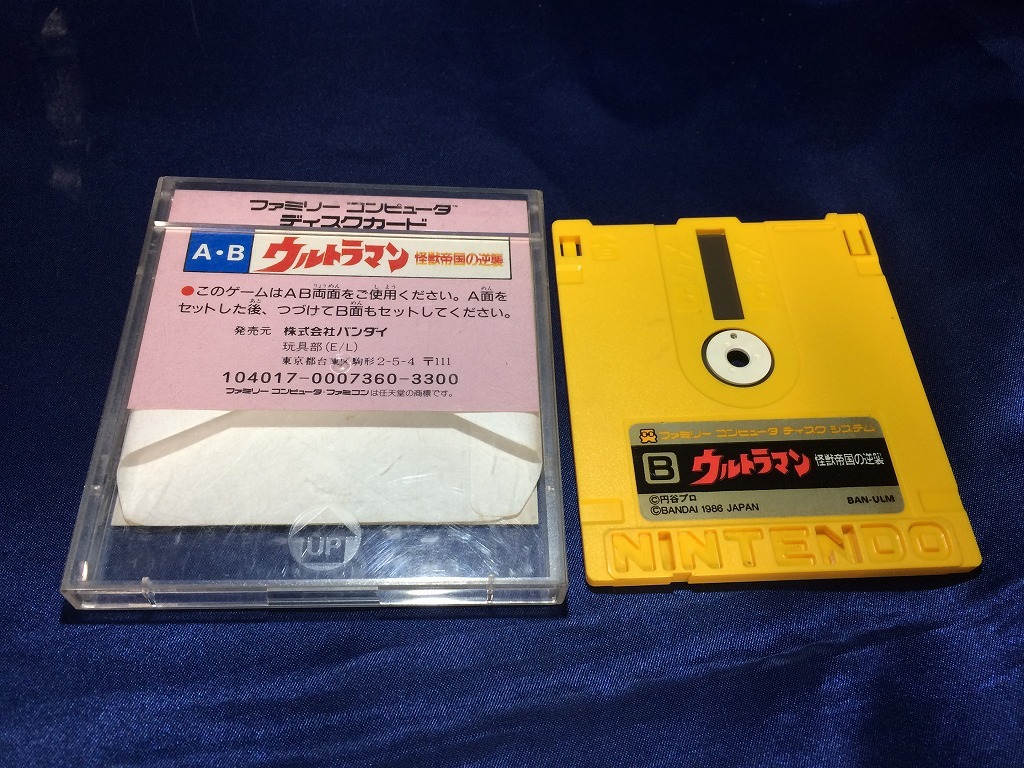 ファミリー コンピュータ™
ディスクカード
A・B ウルトラマン 怪獣帝国の逆襲
●このゲームはAB両面をご使用ください。A面を
セットした後、つづけてB面もセットしてください。
発売元 株式会社バンダイ
玩具部(E/L)
東京都台東区駒形2-5-4 〒111
104017-0007360-3300
ファミリー コンピュータ・ファミコンは任天堂の商標です。
UP↑
ファミリー コンピュータ ディスク システム
B ウルトラマン 怪獣帝国の逆襲
©円谷プロ
©BANDAI 1986 JAPAN BAN-ULM
NINTENDO